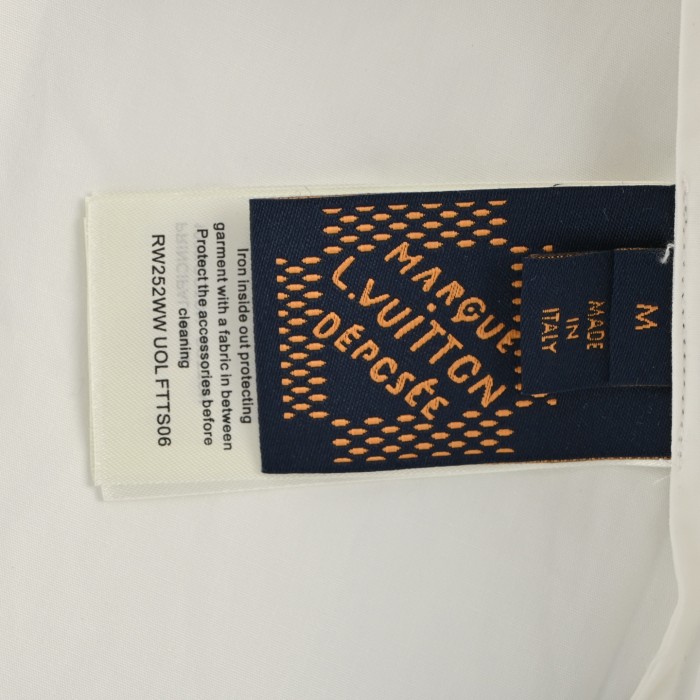 MARQUE
L.VUITTON
DÉPOSÉE
M
MADE
IN
ITALY
Iron inside out protecting
garment with a fabric in between
Protect the accessories before
cleaning
RW252WW UOL FTTS06